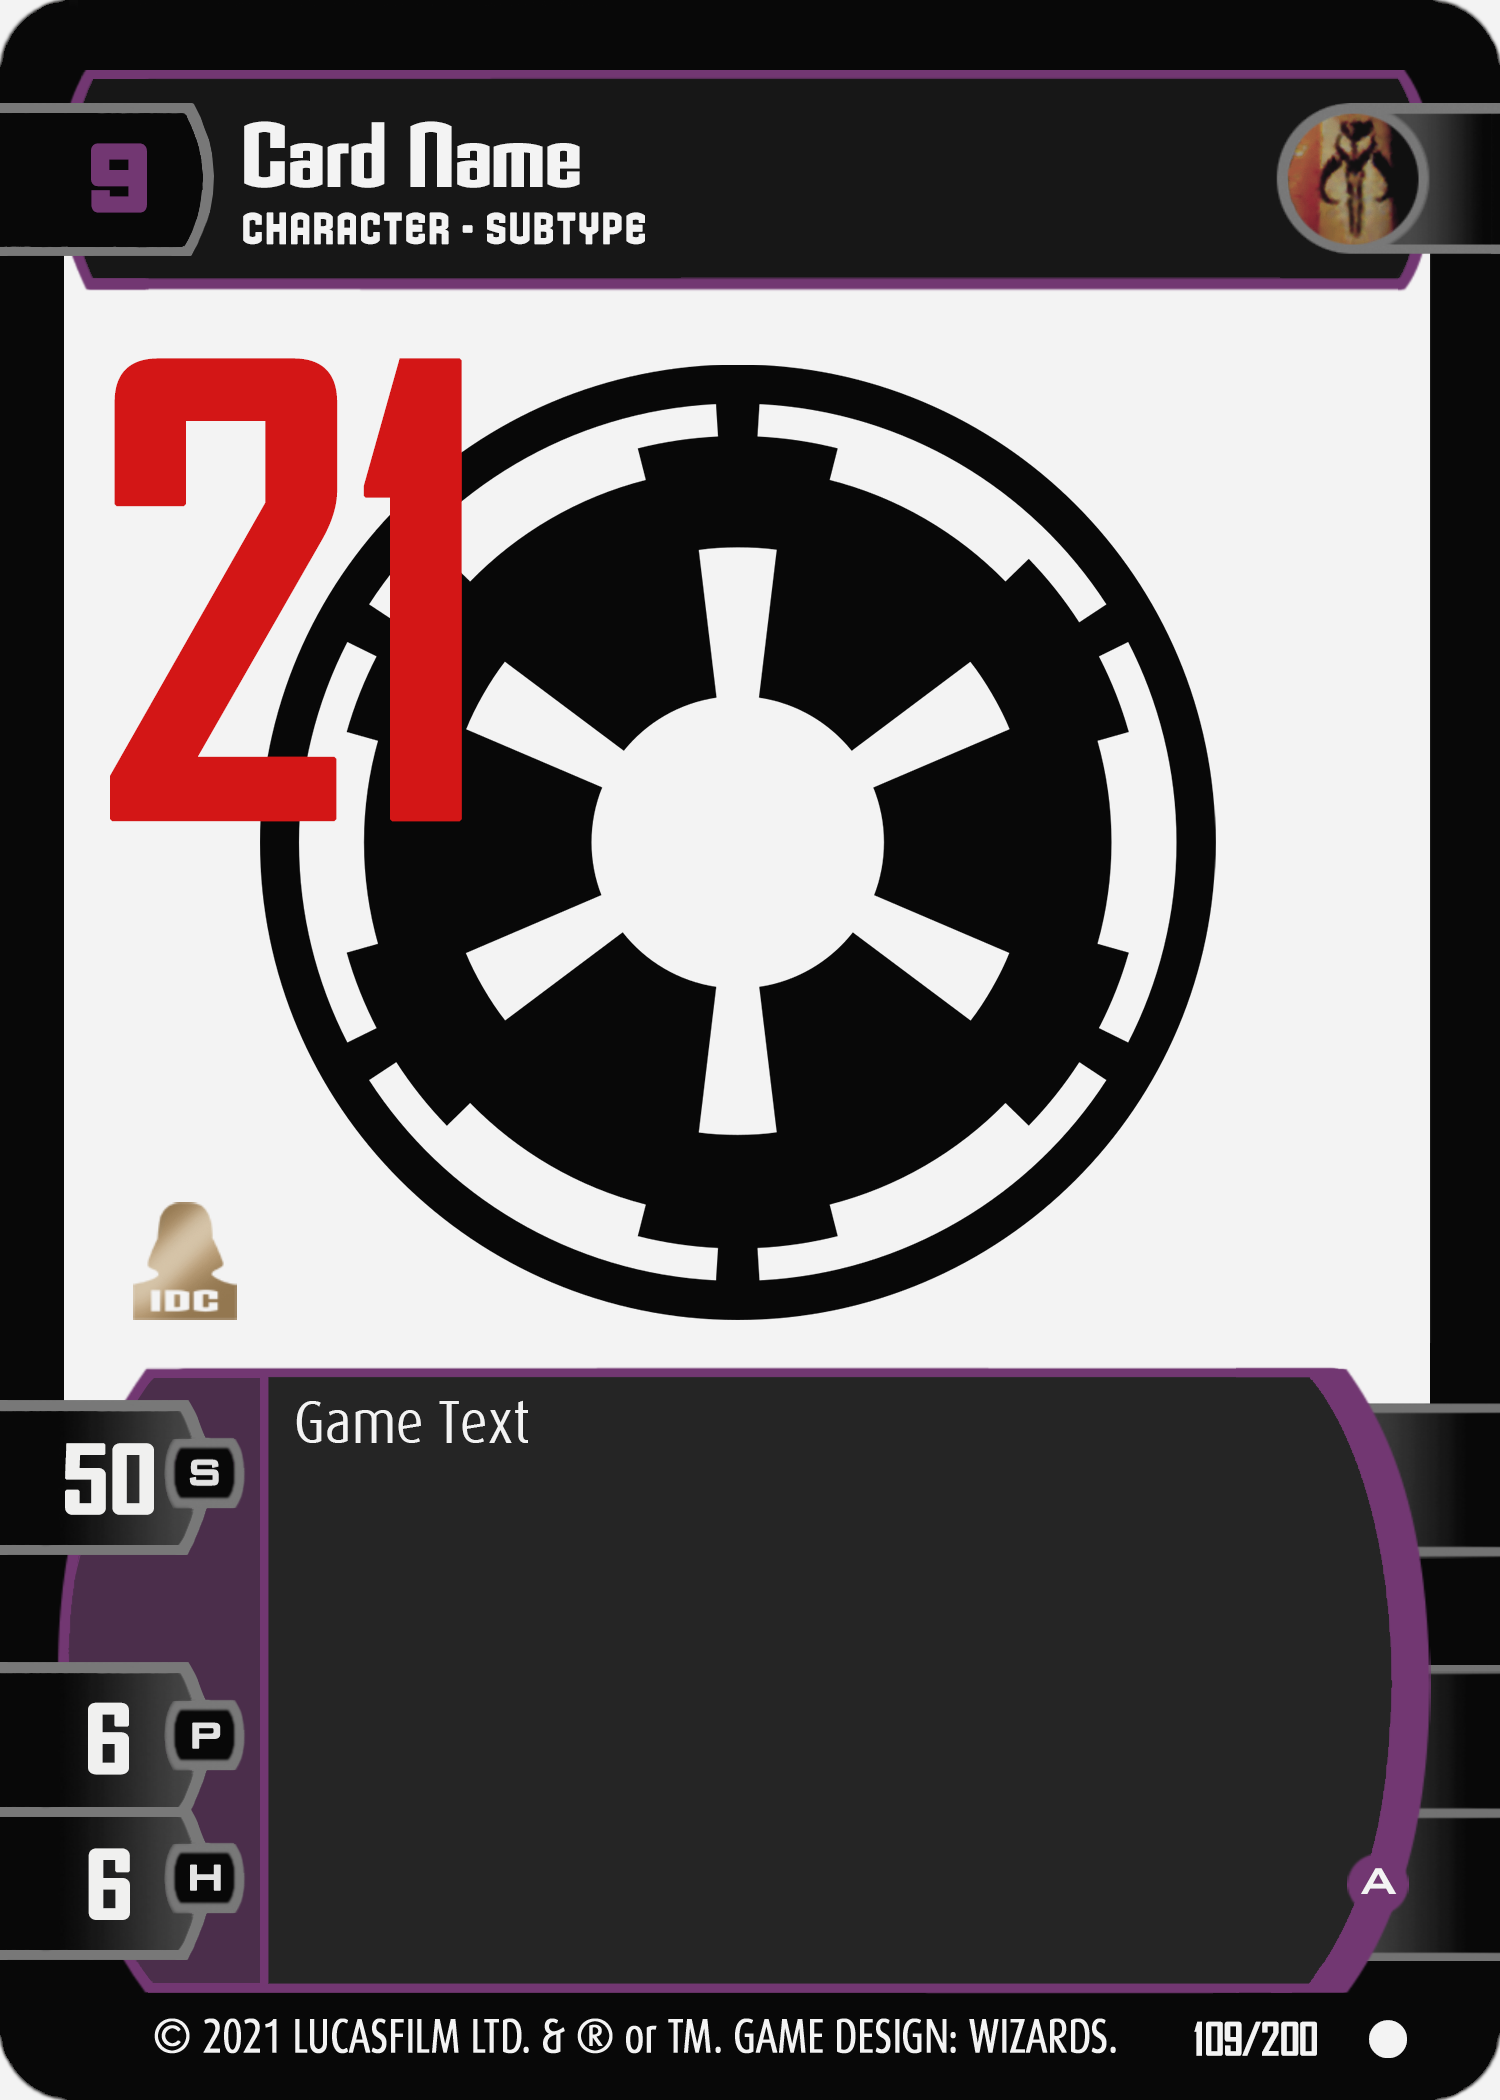 9
Card Name
CHARACTER - SUBTYPE
21
IDC
Game Text
50 S
6 P
6 H
A
© 2021 LUCASFILM LTD. & ® or TM. GAME DESIGN: WIZARDS.
109/200